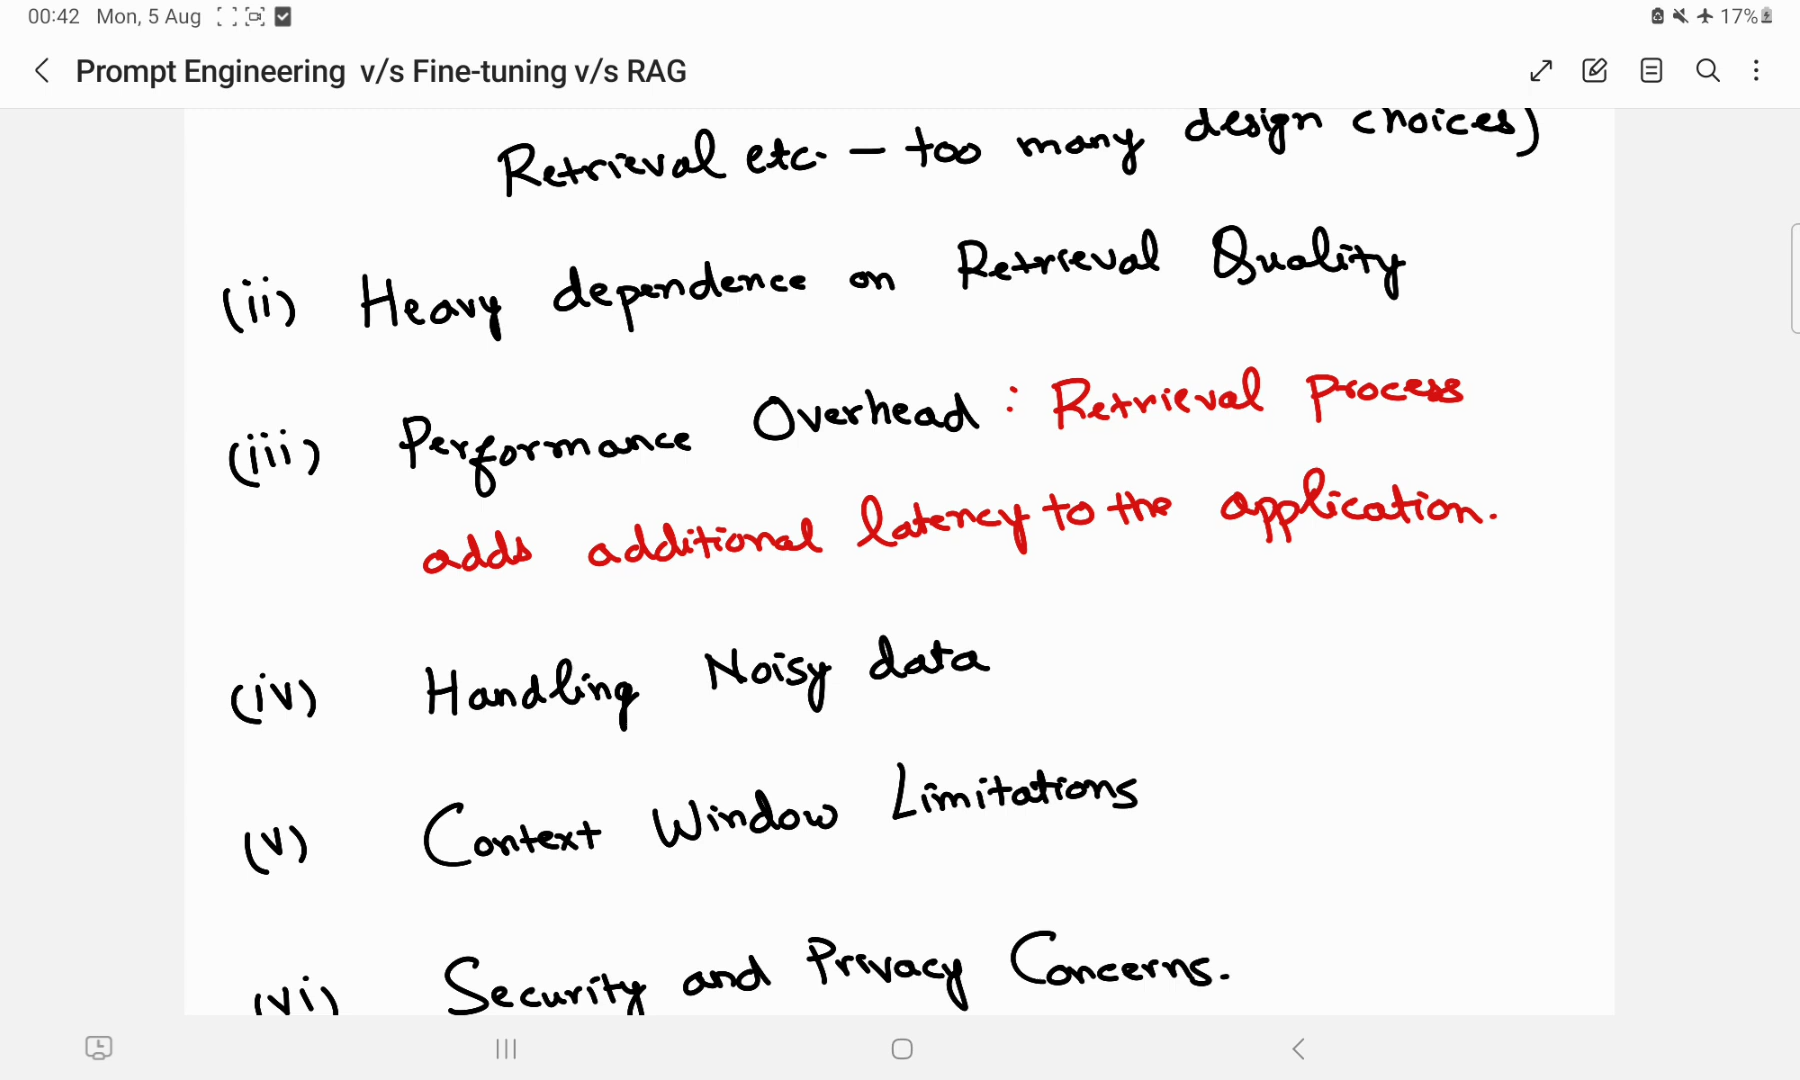 00:42 Mon, 5 Aug 17%
Prompt Engineering v/s Fine-tuning v/s RAG
Retrieval etc. - too many design choices)
(ii) Heavy dependence on Retrieval Quality
(iii) Performance Overhead : Retrieval process
adds additional latency to the application.
(iv) Handling Noisy data
(v) Context Window Limitations
(vi) Security and Privacy Concerns.